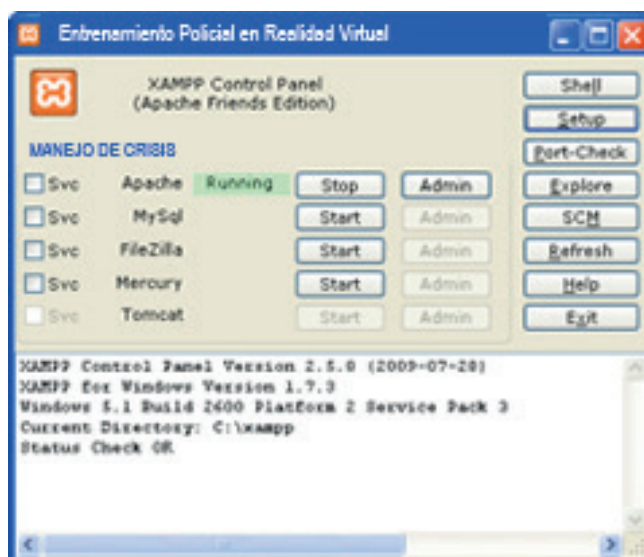 Entrenamiento Policial en Realidad Virtual
XAMPP Control Panel
(Apache Friends Edition)
Shell
Setup
MANEJO DE CRISIS
Port-Check
Svc Apache Running Stop Admin Explore
Svc MySql Start Admin SCM
Svc FileZilla Start Admin Refresh
Svc Mercury Start Admin Help
Svc Tomcat Start Admin Exit
XAMPP Control Panel Version 2.5.8 (2009-07-28)
XAMPP for Windows Version 1.7.3
Windows 5.1 Build 2600 Platform 2 Service Pack 3
Current Directory: C:\xampp
Status Check OK